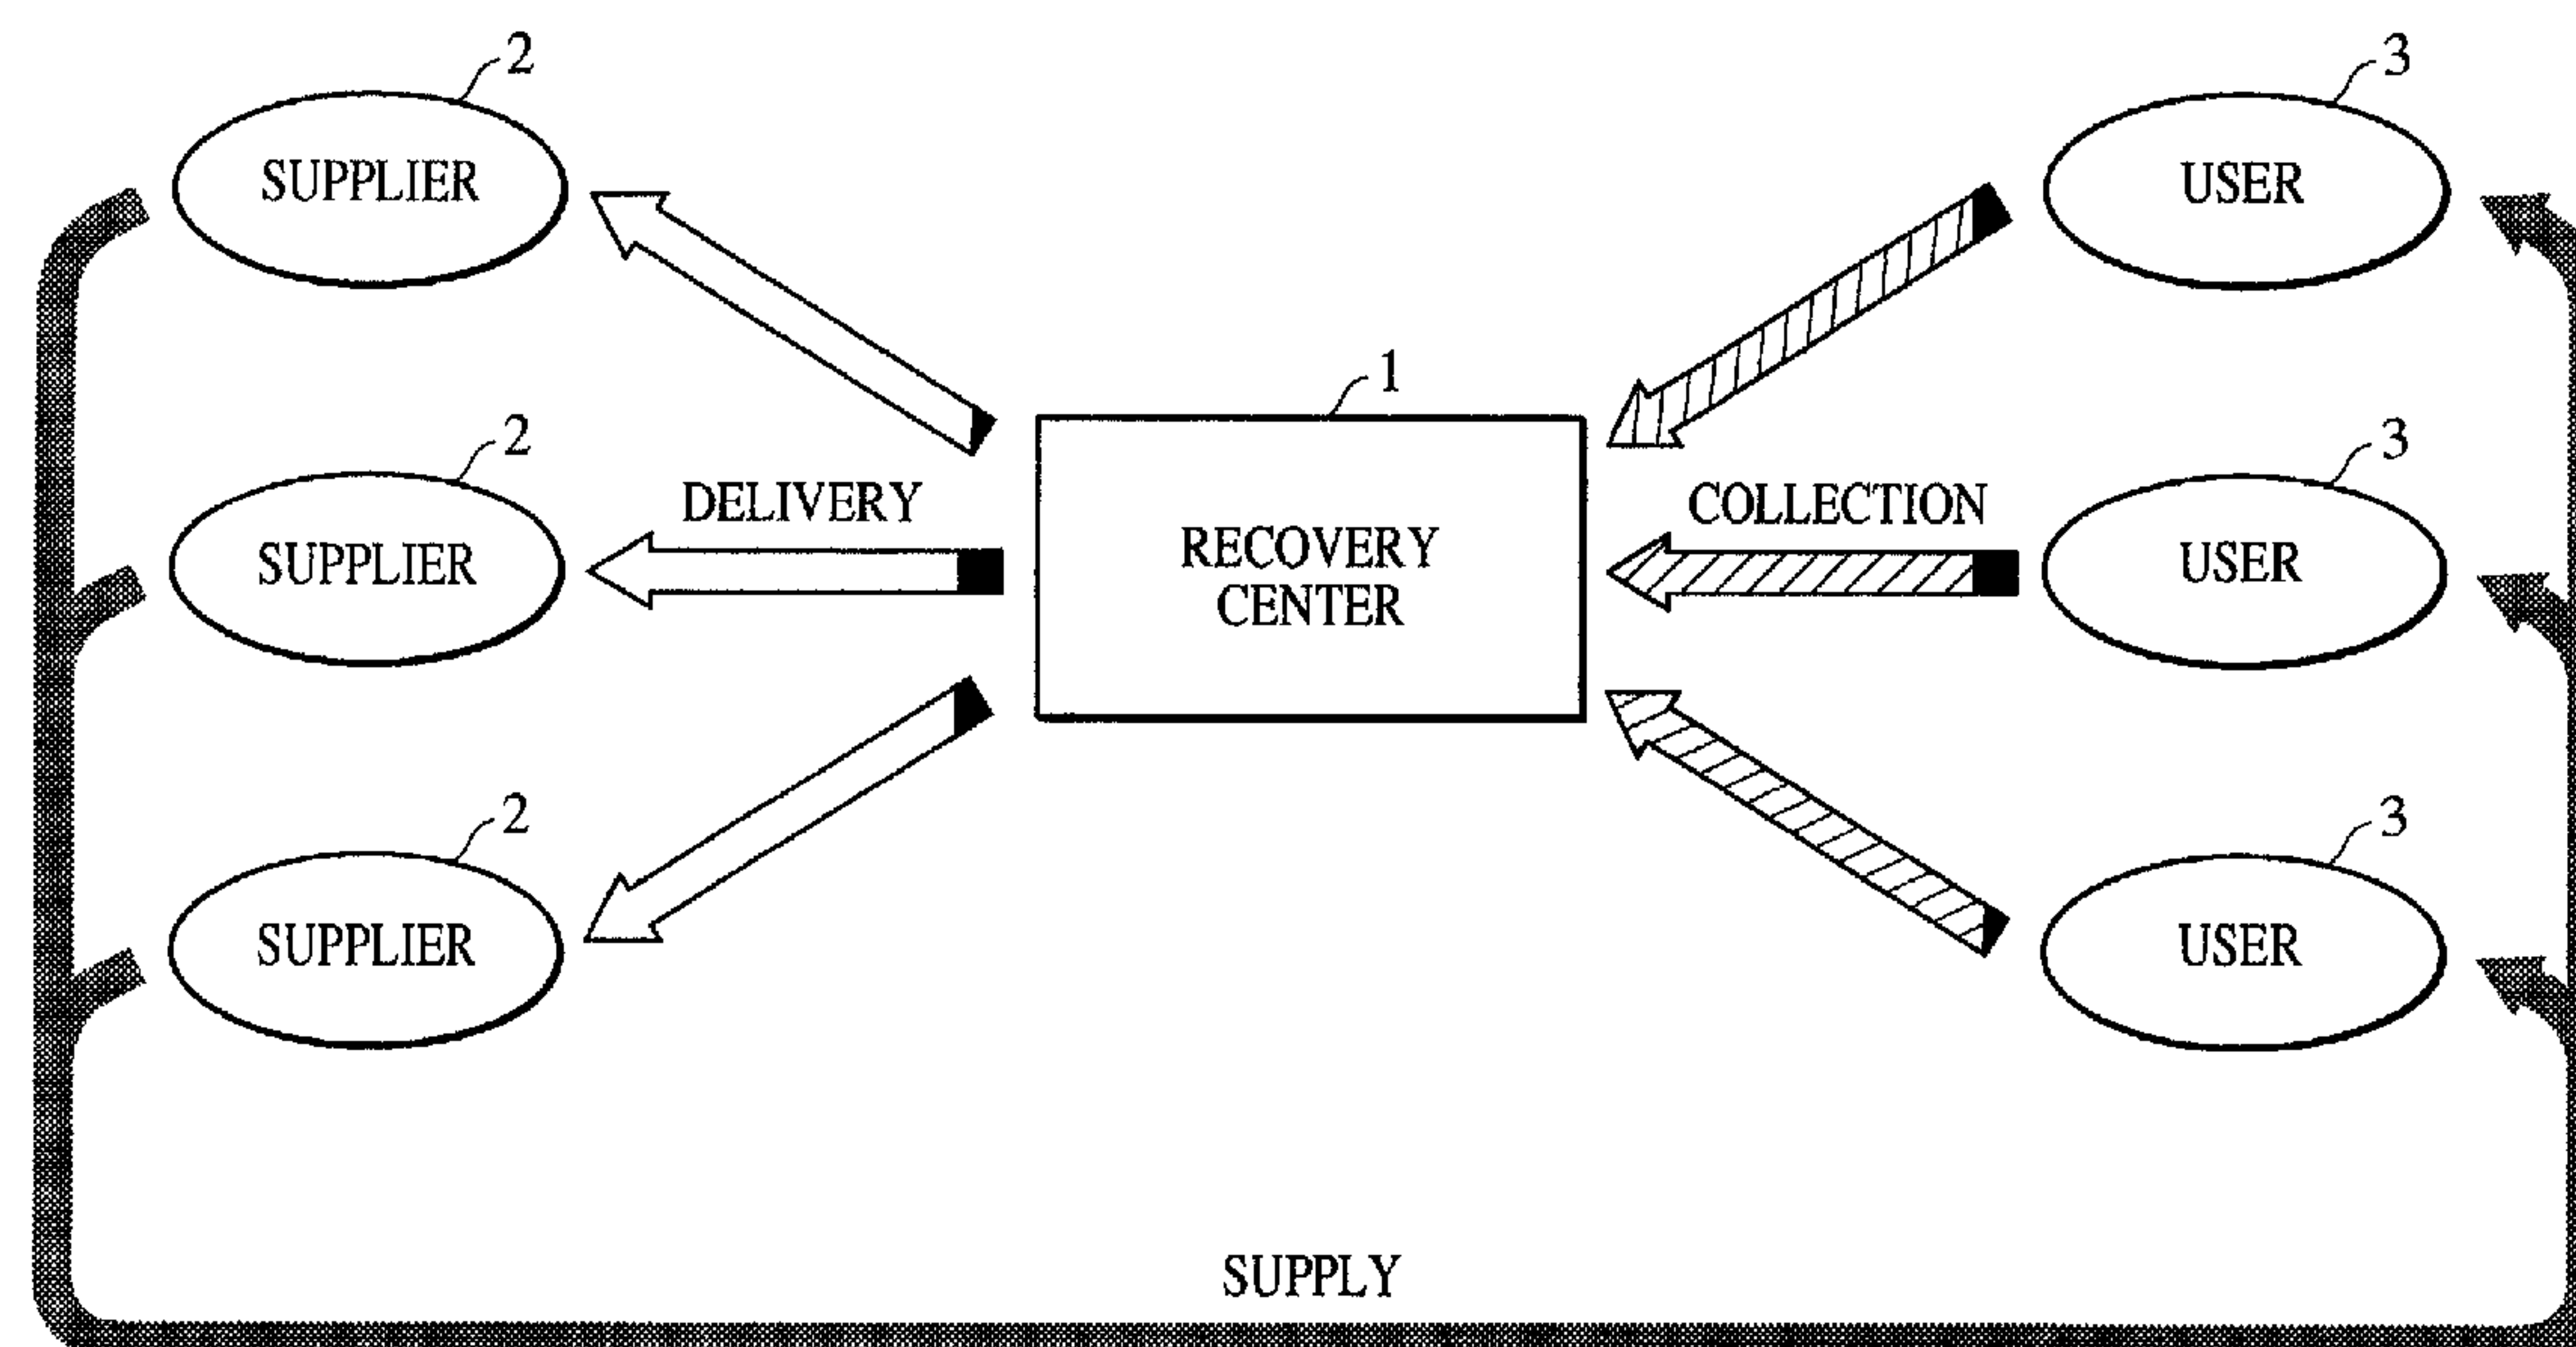 2
3
SUPPLIER
USER
1
2
3
DELIVERY
COLLECTION
SUPPLIER
RECOVERY
CENTER
USER
2
3
SUPPLIER
USER
SUPPLY